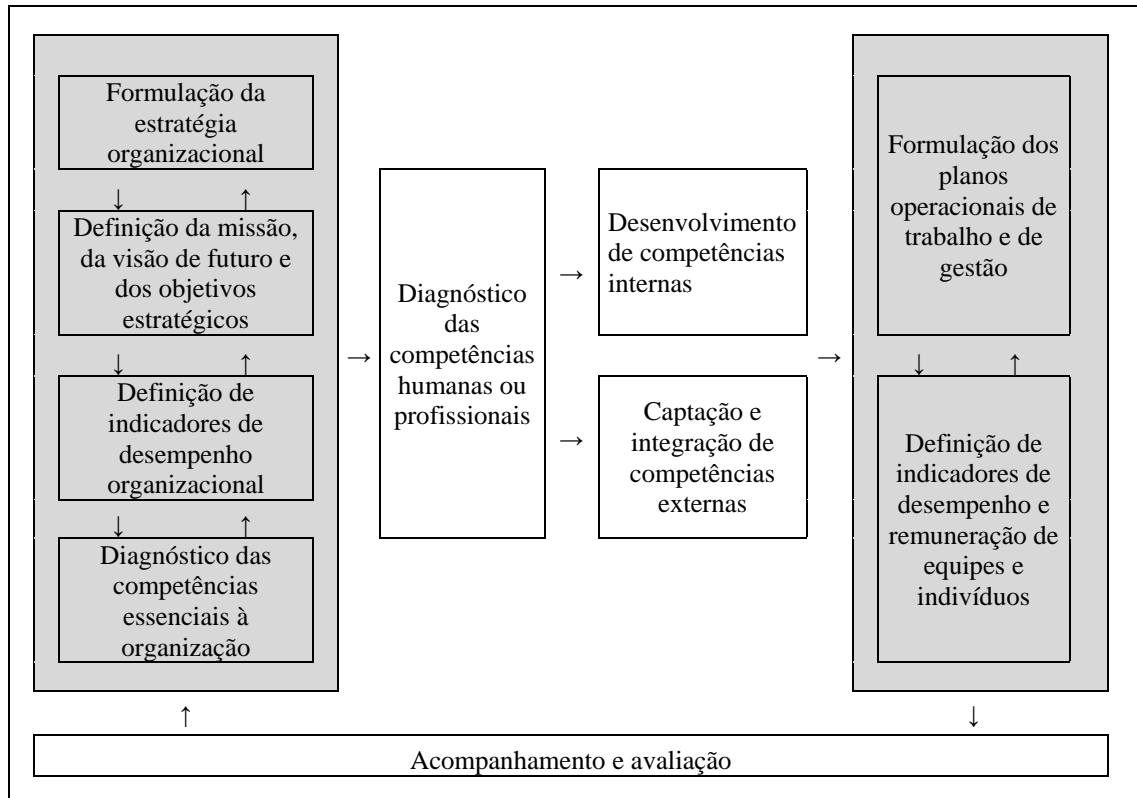 Formulação da
estratégia
organizacional
↓ ↑
Definição da missão,
da visão de futuro e
dos objetivos
estratégicos
↓ ↑
Definição de
indicadores de
desempenho
organizacional
↓ ↑
Diagnóstico das
competências
essenciais à
organização
→
Diagnóstico
das
competências
humanas ou
profissionais
→
→
Desenvolvimento
de competências
internas
Captação e
integração de
competências
externas
→
Formulação dos
planos
operacionais de
trabalho e de
gestão
↓ ↑
Definição de
indicadores de
desempenho e
remuneração de
equipes e
indivíduos
↑ ↓
Acompanhamento e avaliação